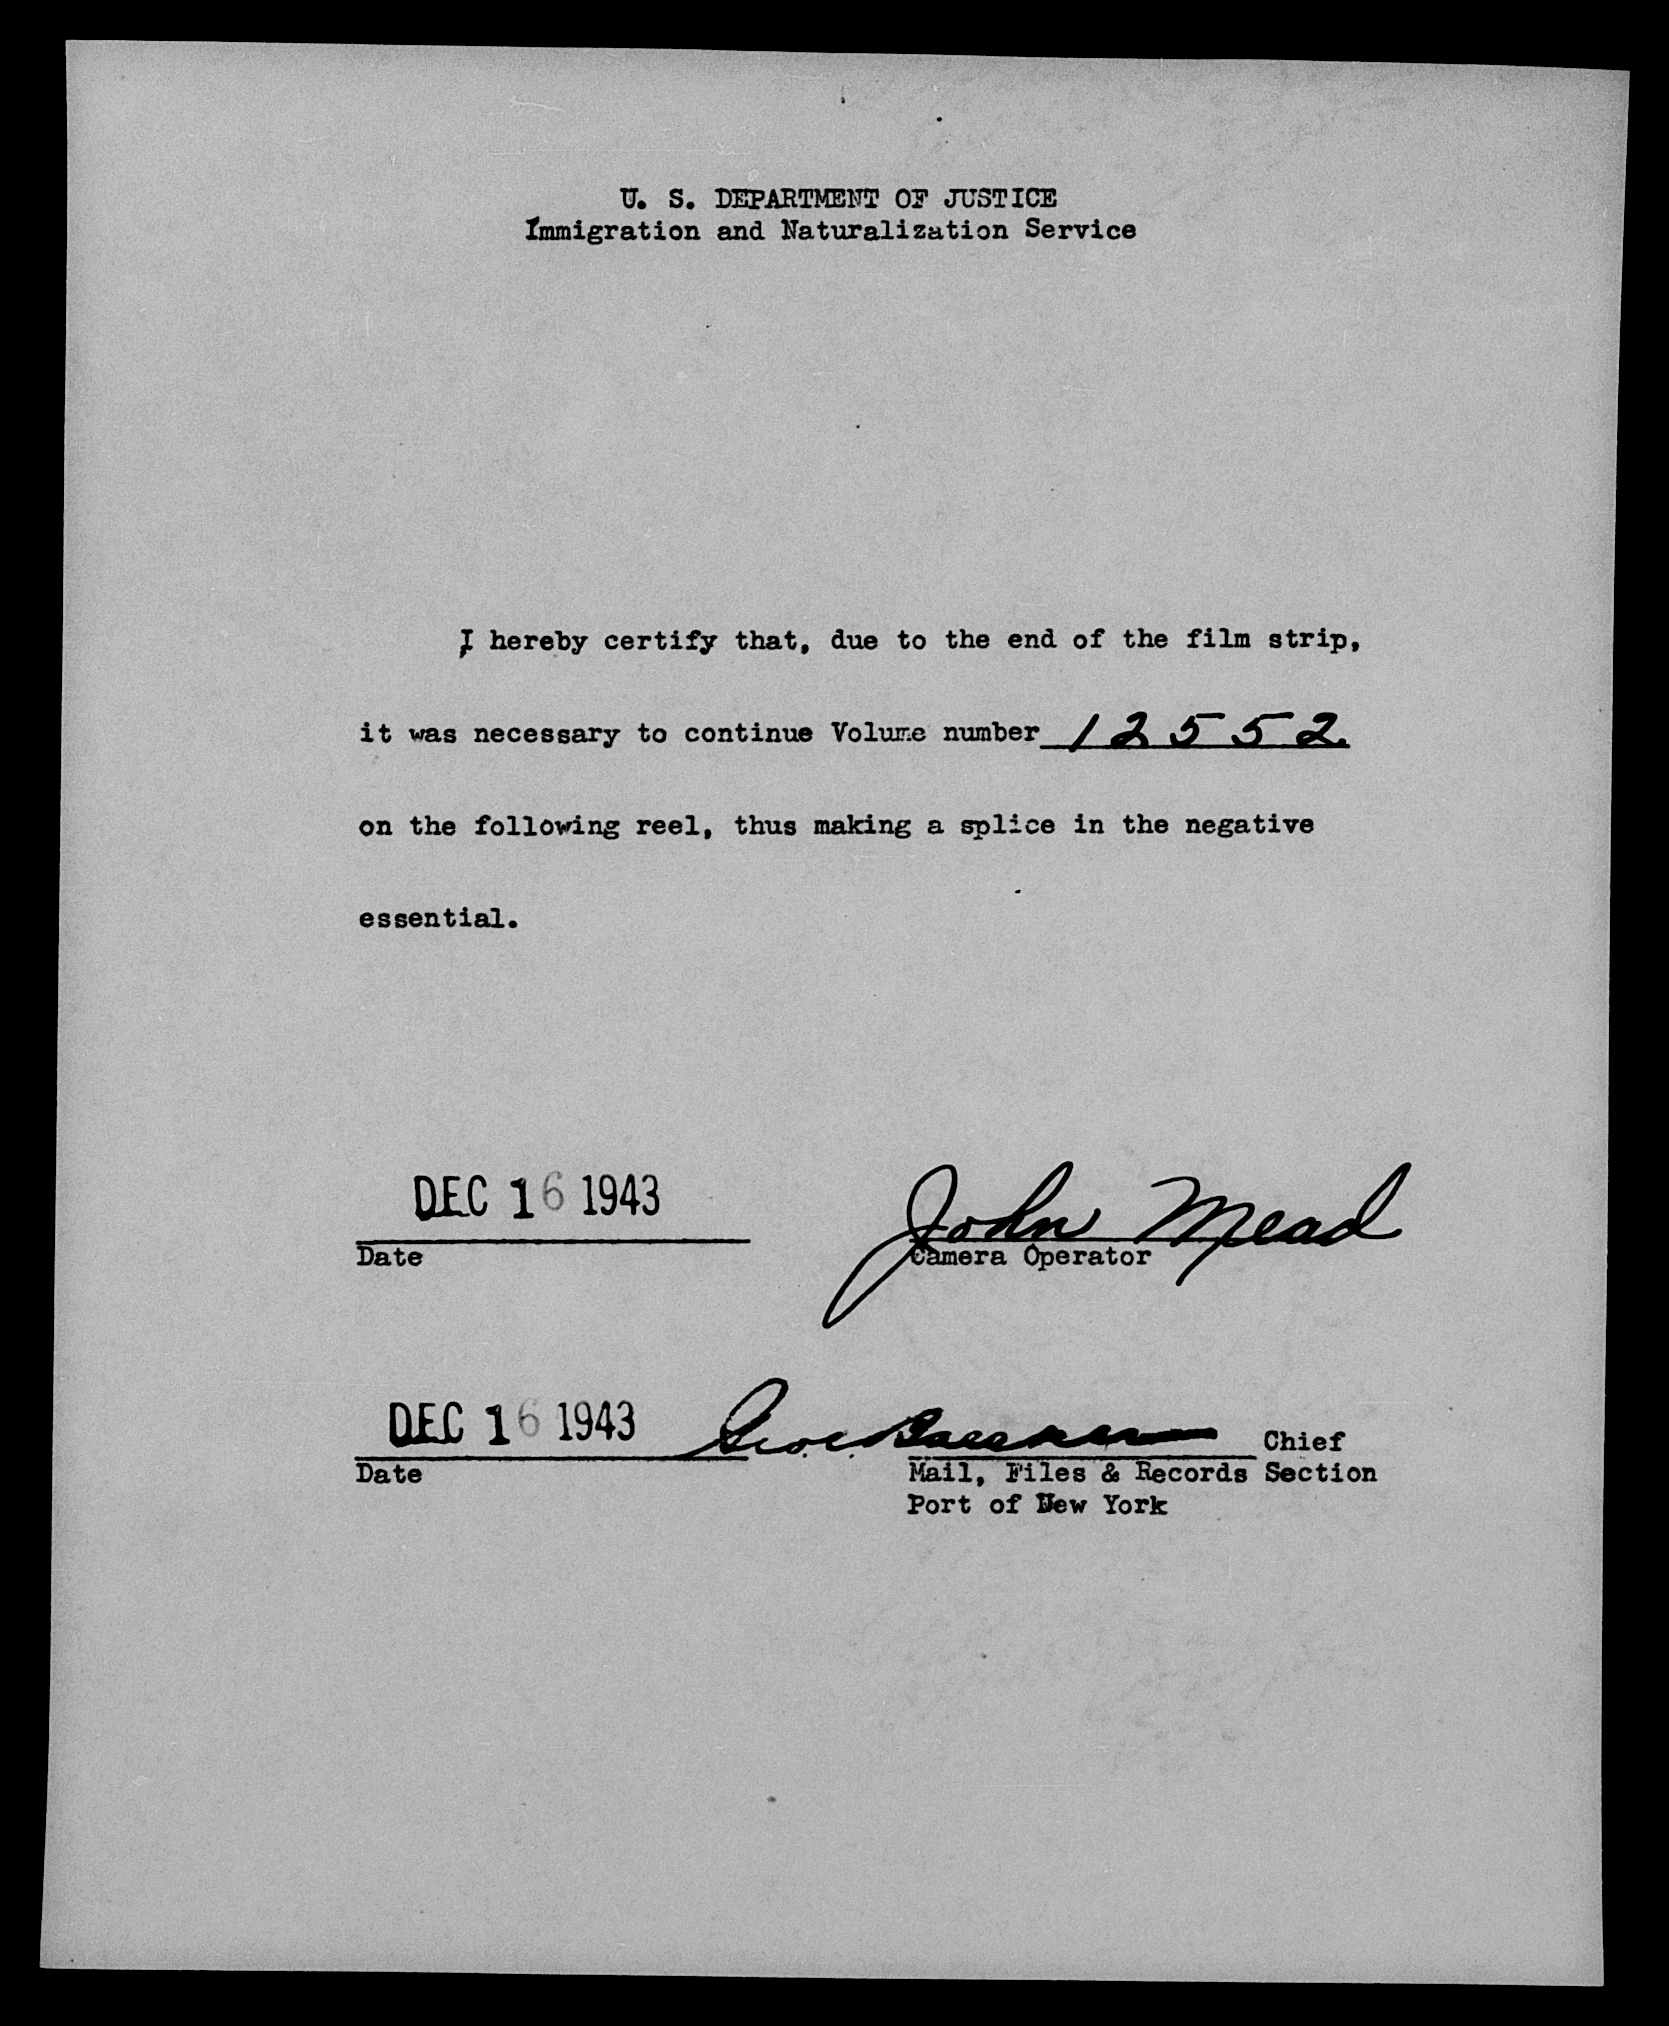 U. S. DEPARTMENT OF JUSTICE
Immigration and Naturalization Service
I hereby certify that, due to the end of the film strip,
it was necessary to continue Volume number 12552
on the following reel, thus making a splice in the negative
essential.
DEC 16 1943 John Mead
Date Camera Operator
DEC 16 1943 Chief
Date Mail, Files & Records Section
Port of New York